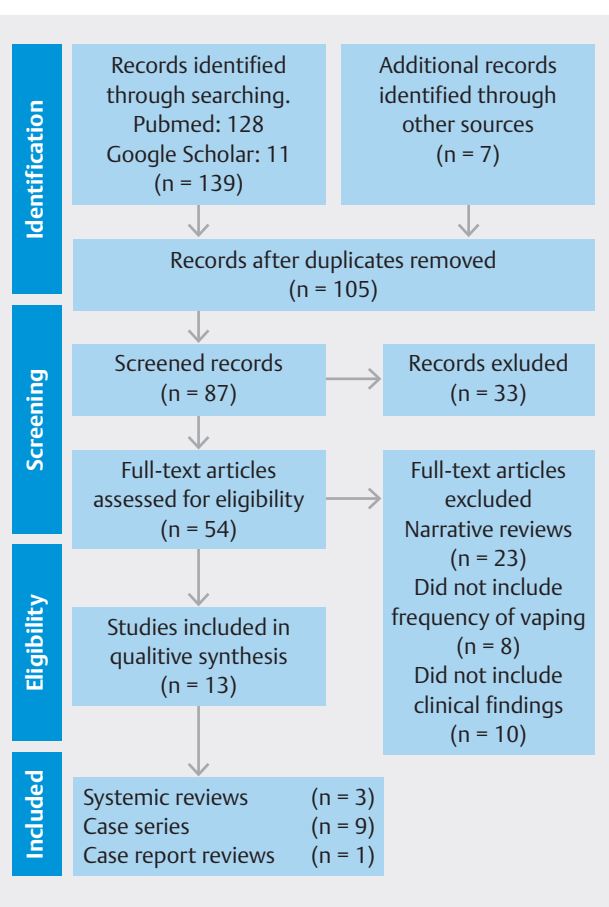 Identification
Records identified
through searching.
Pubmed: 128
Google Scholar: 11
(n = 139)
Additional records
identified through
other sources
(n = 7)
Records after duplicates removed
(n = 105)
Screening
Screened records
(n = 87)
Records exluded
(n = 33)
Full-text articles
assessed for eligibility
(n = 54)
Full-text articles
excluded
Narrative reviews
(n = 23)
Did not include
frequency of vaping
(n = 8)
Did not include
clinical findings
(n = 10)
Eligibility
Studies included in
qualitive synthesis
(n = 13)
Included
Systemic reviews (n = 3)
Case series (n = 9)
Case report reviews (n = 1)